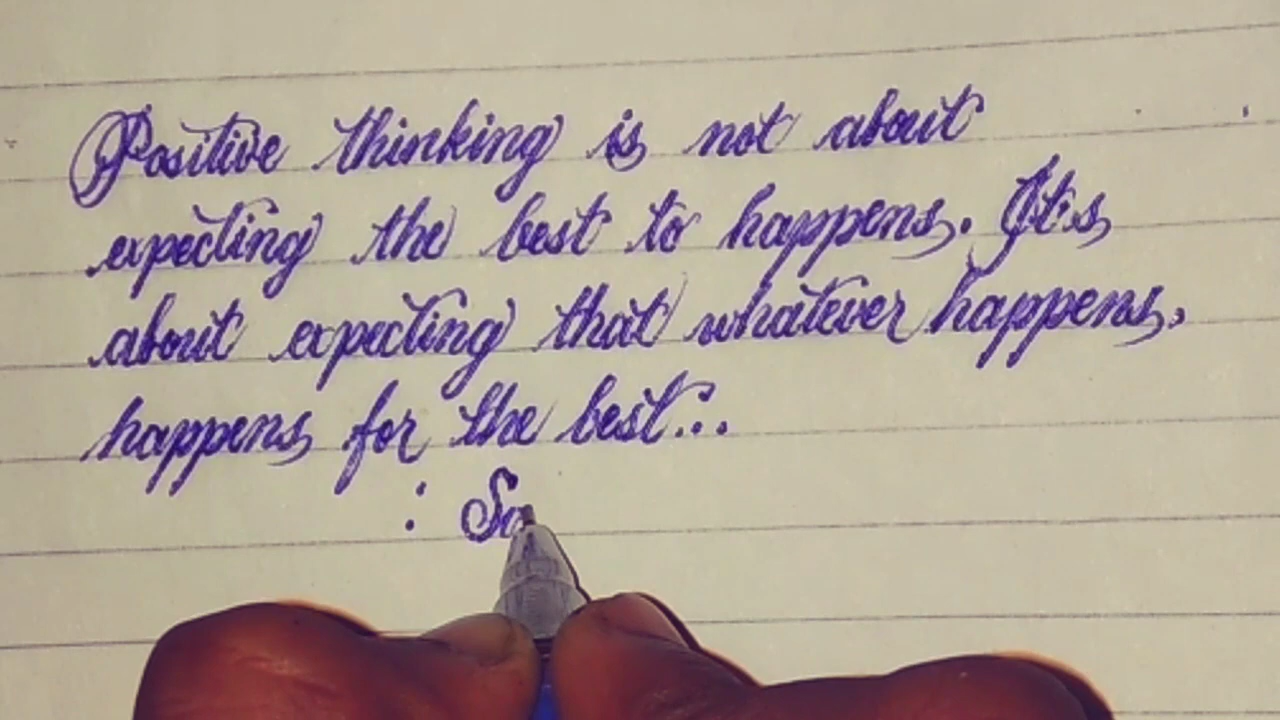 Positive thinking is not about
expecting the best to happens. It's
about expecting that whatever happens,
happens for the best...
: So